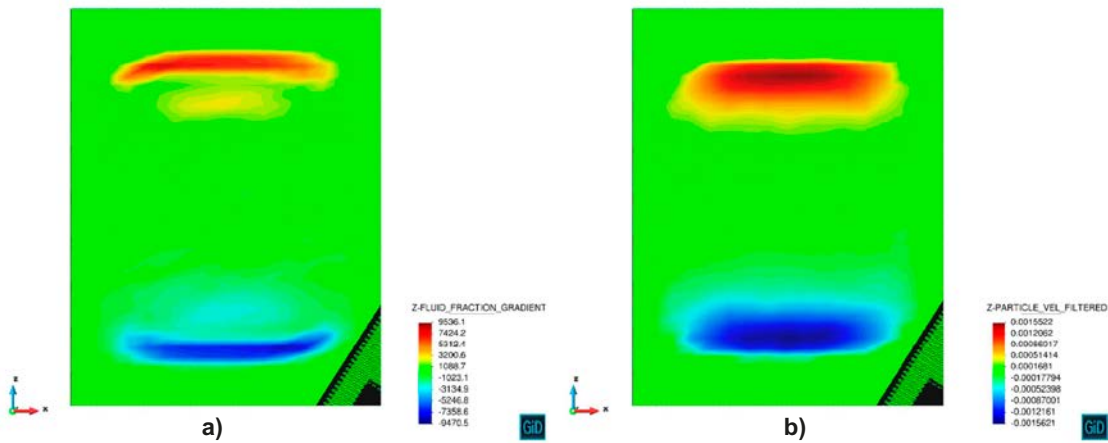 Z-FLUID_FRACTION_GRADIENT
9536.1
7424.2
5312.4
3200.6
1088.7
-1023.1
-3134.9
-5246.8
-7358.6
-9470.5
z
x
a)
GiD
Z-PARTICLE_VEL_FILTERED
0.0015522
0.0012062
0.00086017
0.00051414
0.0001681
-0.00017794
-0.00052398
-0.00087001
-0.0012161
-0.0015621
z
x
b)
GiD